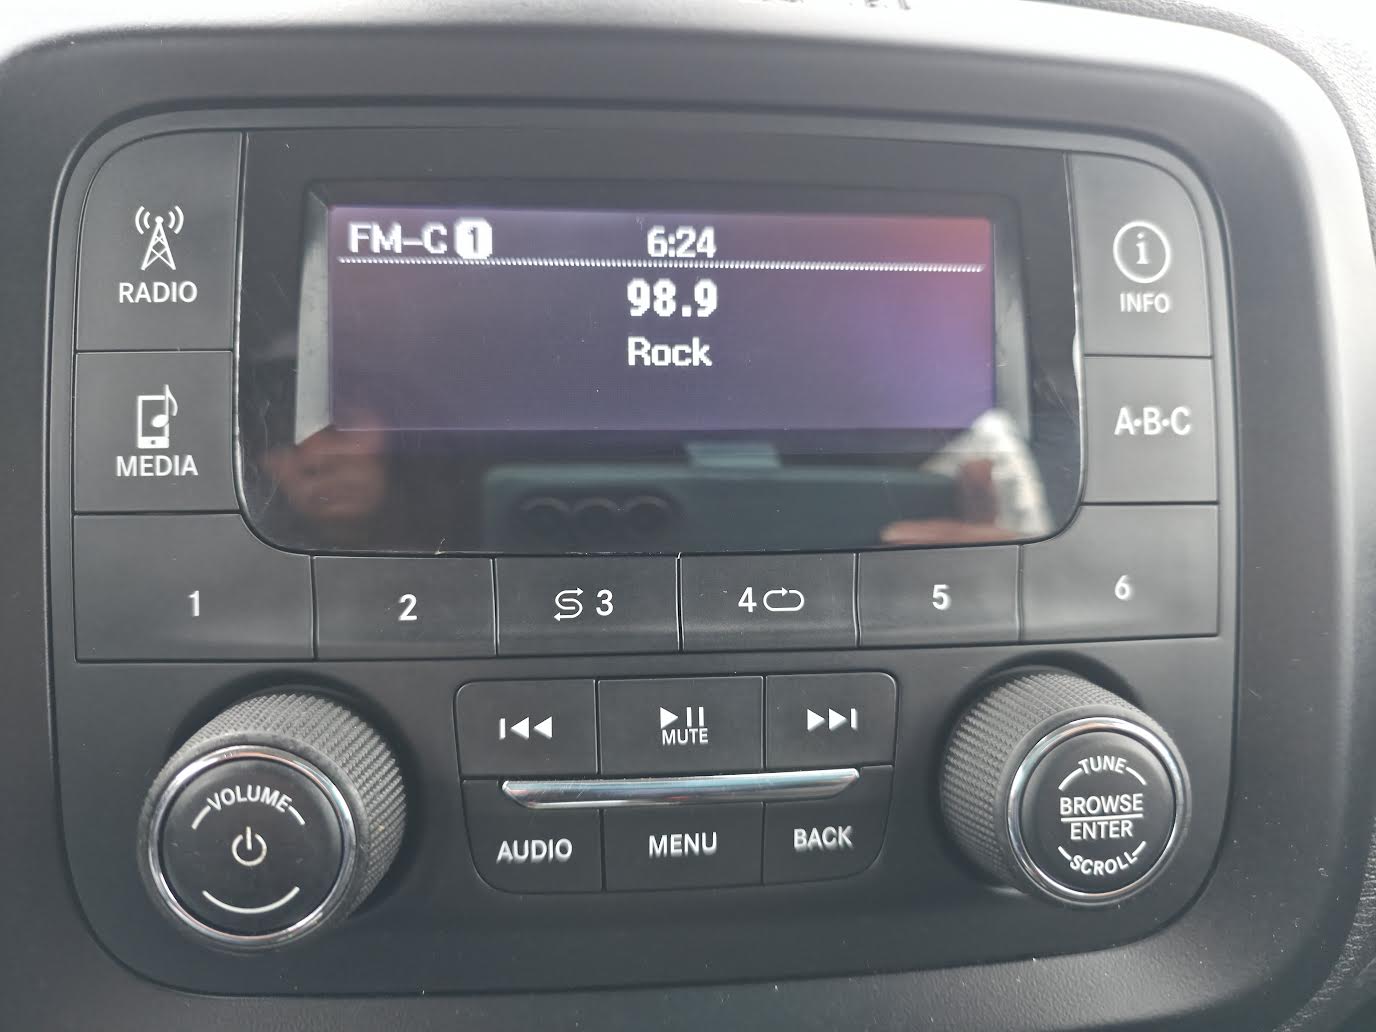 FM-C 1 6:24
98.9
Rock
RADIO
INFO
MEDIA
A•B•C
1 2 3 4 5 6
VOLUME
MUTE
AUDIO MENU BACK
TUNE
BROWSE
ENTER
SCROLL